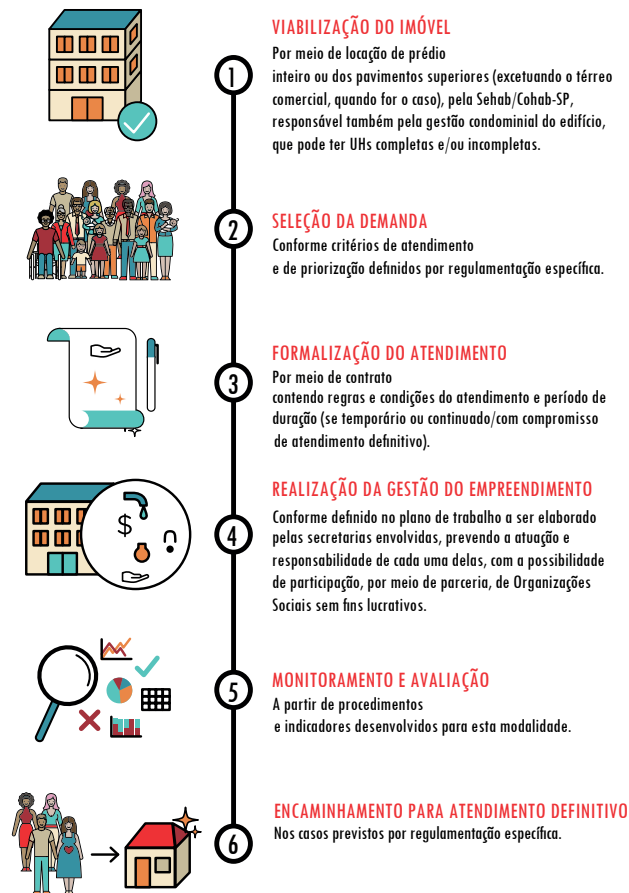 VIABILIZAÇÃO DO IMÓVEL
Por meio de locação de prédio
inteiro ou dos pavimentos superiores (excetuando o térreo
comercial, quando for o caso), pela Sehab/Cohab-SP,
responsável também pela gestão condominial do edifício,
que pode ter UHs completas e/ou incompletas.
1
SELEÇÃO DA DEMANDA
Conforme critérios de atendimento
e de priorização definidos por regulamentação específica.
2
FORMALIZAÇÃO DO ATENDIMENTO
Por meio de contrato
contendo regras e condições do atendimento e período de
duração (se temporário ou continuado/com compromisso
de atendimento definitivo).
3
REALIZAÇÃO DA GESTÃO DO EMPREENDIMENTO
Conforme definido no plano de trabalho a ser elaborado
pelas secretarias envolvidas, prevendo a atuação e
responsabilidade de cada uma delas, com a possibilidade
de participação, por meio de parceria, de Organizações
Sociais sem fins lucrativos.
$
4
MONITORAMENTO E AVALIAÇÃO
A partir de procedimentos
e indicadores desenvolvidos para esta modalidade.
5
ENCAMINHAMENTO PARA ATENDIMENTO DEFINITIVO
Nos casos previstos por regulamentação específica.
6